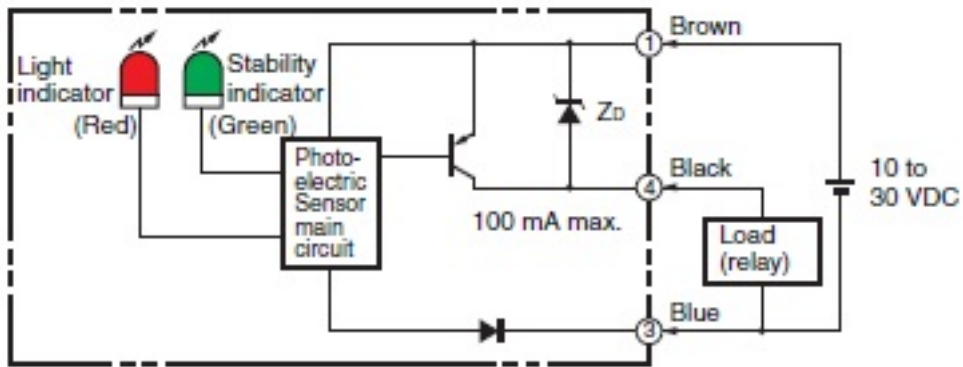 Light
indicator
(Red)
Stability
indicator
(Green)
Photo-
electric
Sensor
main
circuit
ZD
100 mA max.
1
Brown
4
Black
Load
(relay)
3
Blue
10 to
30 VDC